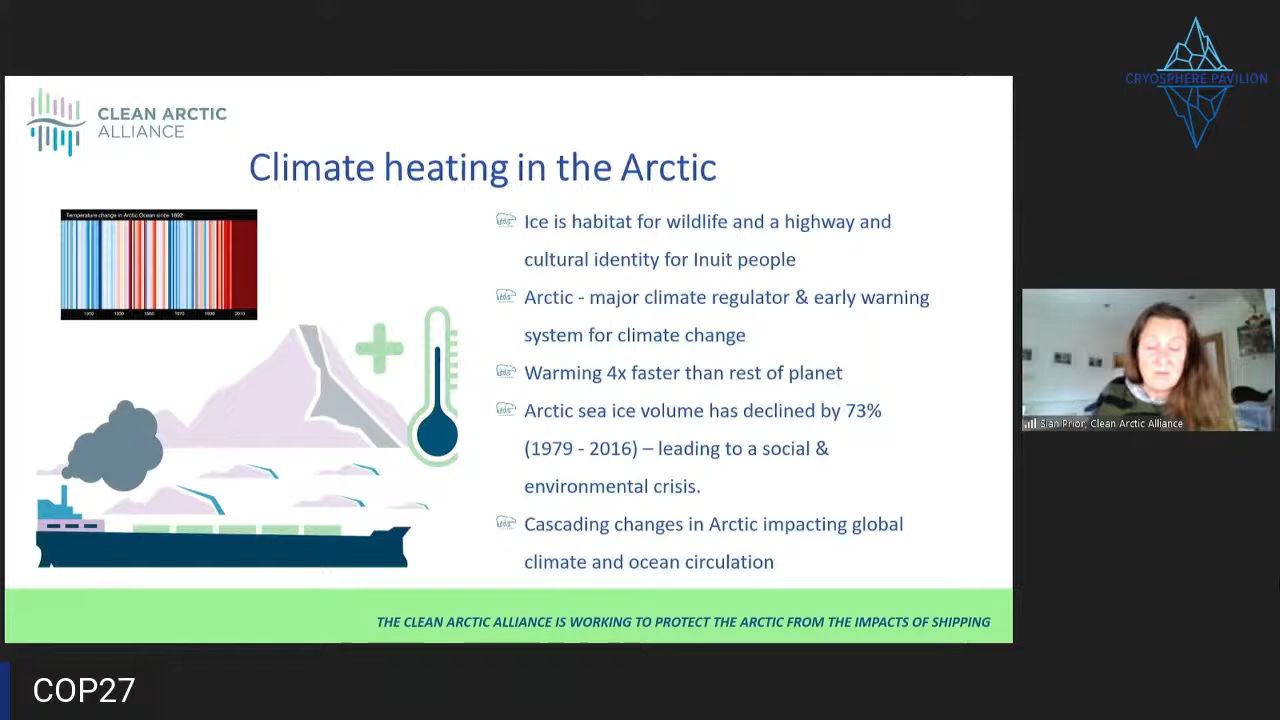 CRYOSPHERE PAVILION
CLEAN ARCTIC
ALLIANCE
Climate heating in the Arctic
Temperature change in Arctic Ocean since 1892
Ice is habitat for wildlife and a highway and
cultural identity for Inuit people
Arctic - major climate regulator & early warning
system for climate change
Warming 4x faster than rest of planet
Arctic sea ice volume has declined by 73%
(1979 - 2016) – leading to a social &
environmental crisis.
Cascading changes in Arctic impacting global
climate and ocean circulation
Sian Prior, Clean Arctic Alliance
THE CLEAN ARCTIC ALLIANCE IS WORKING TO PROTECT THE ARCTIC FROM THE IMPACTS OF SHIPPING
COP27